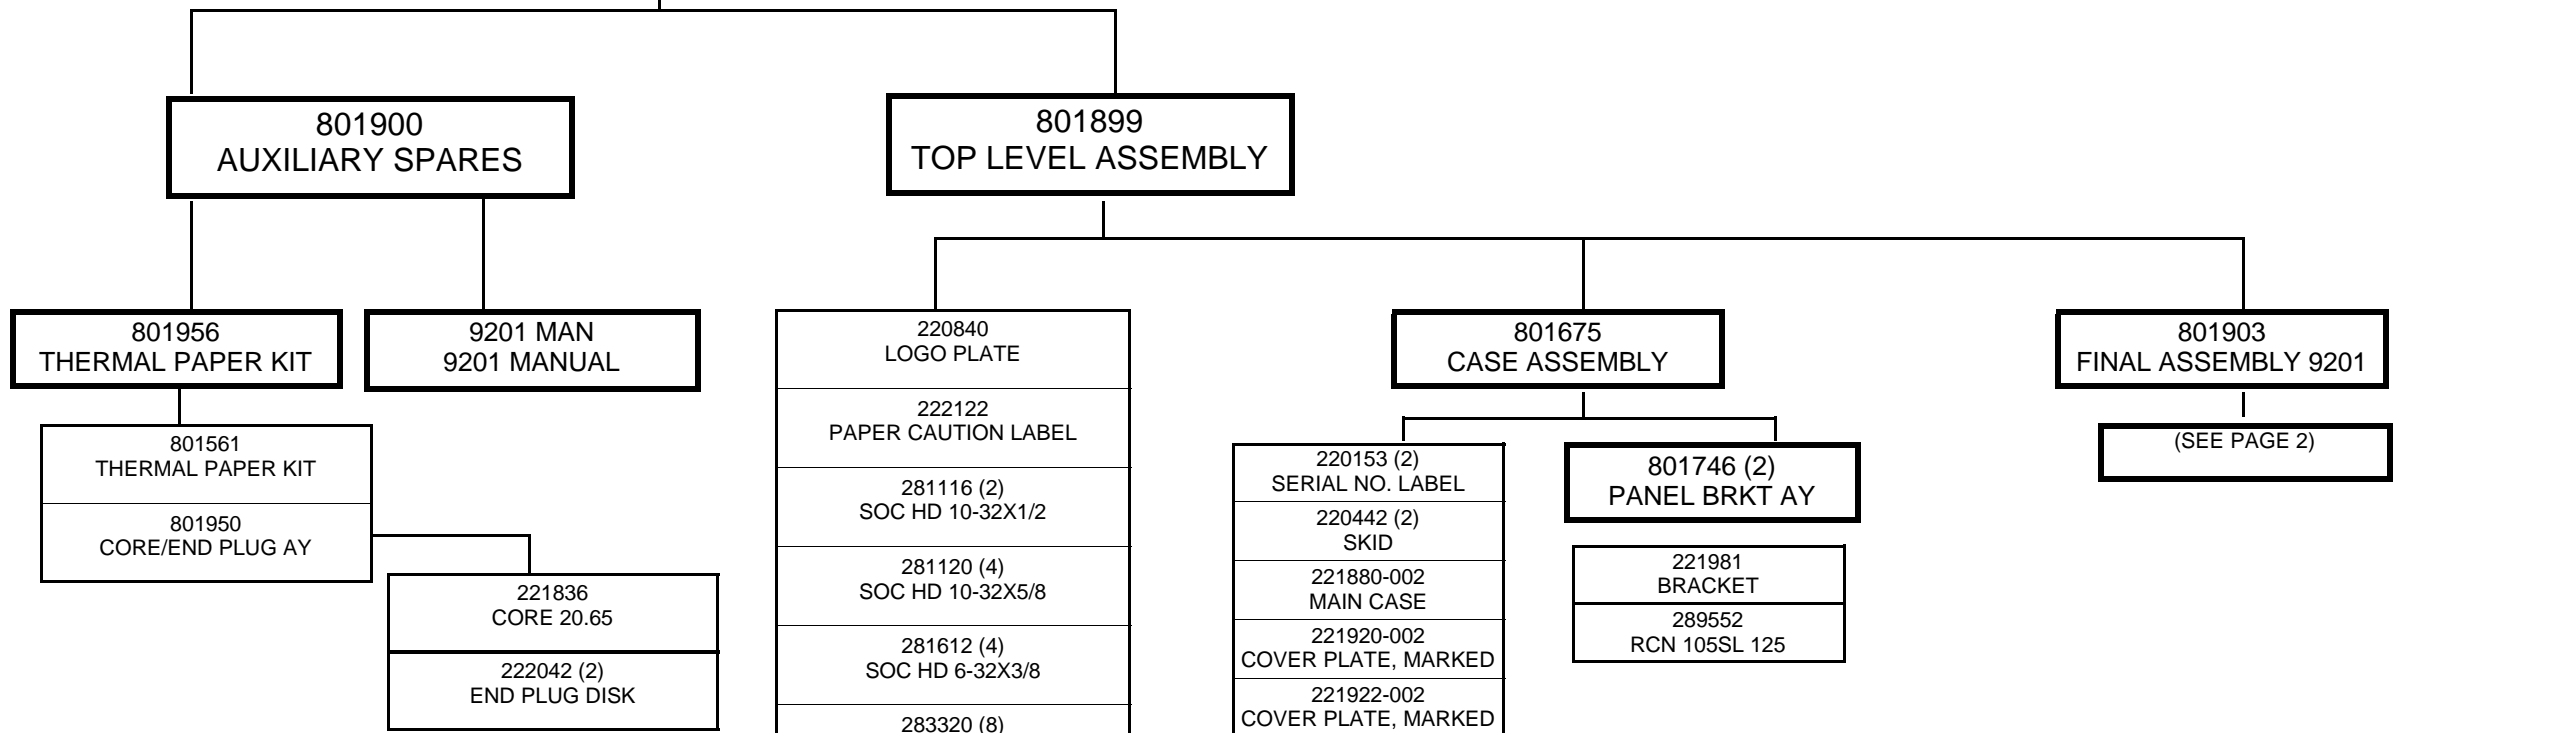 801900
AUXILIARY SPARES
801899
TOP LEVEL ASSEMBLY
801956
THERMAL PAPER KIT
9201 MAN
9201 MANUAL
801561
THERMAL PAPER KIT
801950
CORE/END PLUG AY
221836
CORE 20.65
222042 (2)
END PLUG DISK
220840
LOGO PLATE
222122
PAPER CAUTION LABEL
281116 (2)
SOC HD 10-32X1/2
281120 (4)
SOC HD 10-32X5/8
281612 (4)
SOC HD 6-32X3/8
283320 (8)
801675
CASE ASSEMBLY
220153 (2)
SERIAL NO. LABEL
220442 (2)
SKID
221880-002
MAIN CASE
221920-002
COVER PLATE, MARKED
221922-002
COVER PLATE, MARKED
801746 (2)
PANEL BRKT AY
221981
BRACKET
289552
RCN 105SL 125
801903
FINAL ASSEMBLY 9201
(SEE PAGE 2)